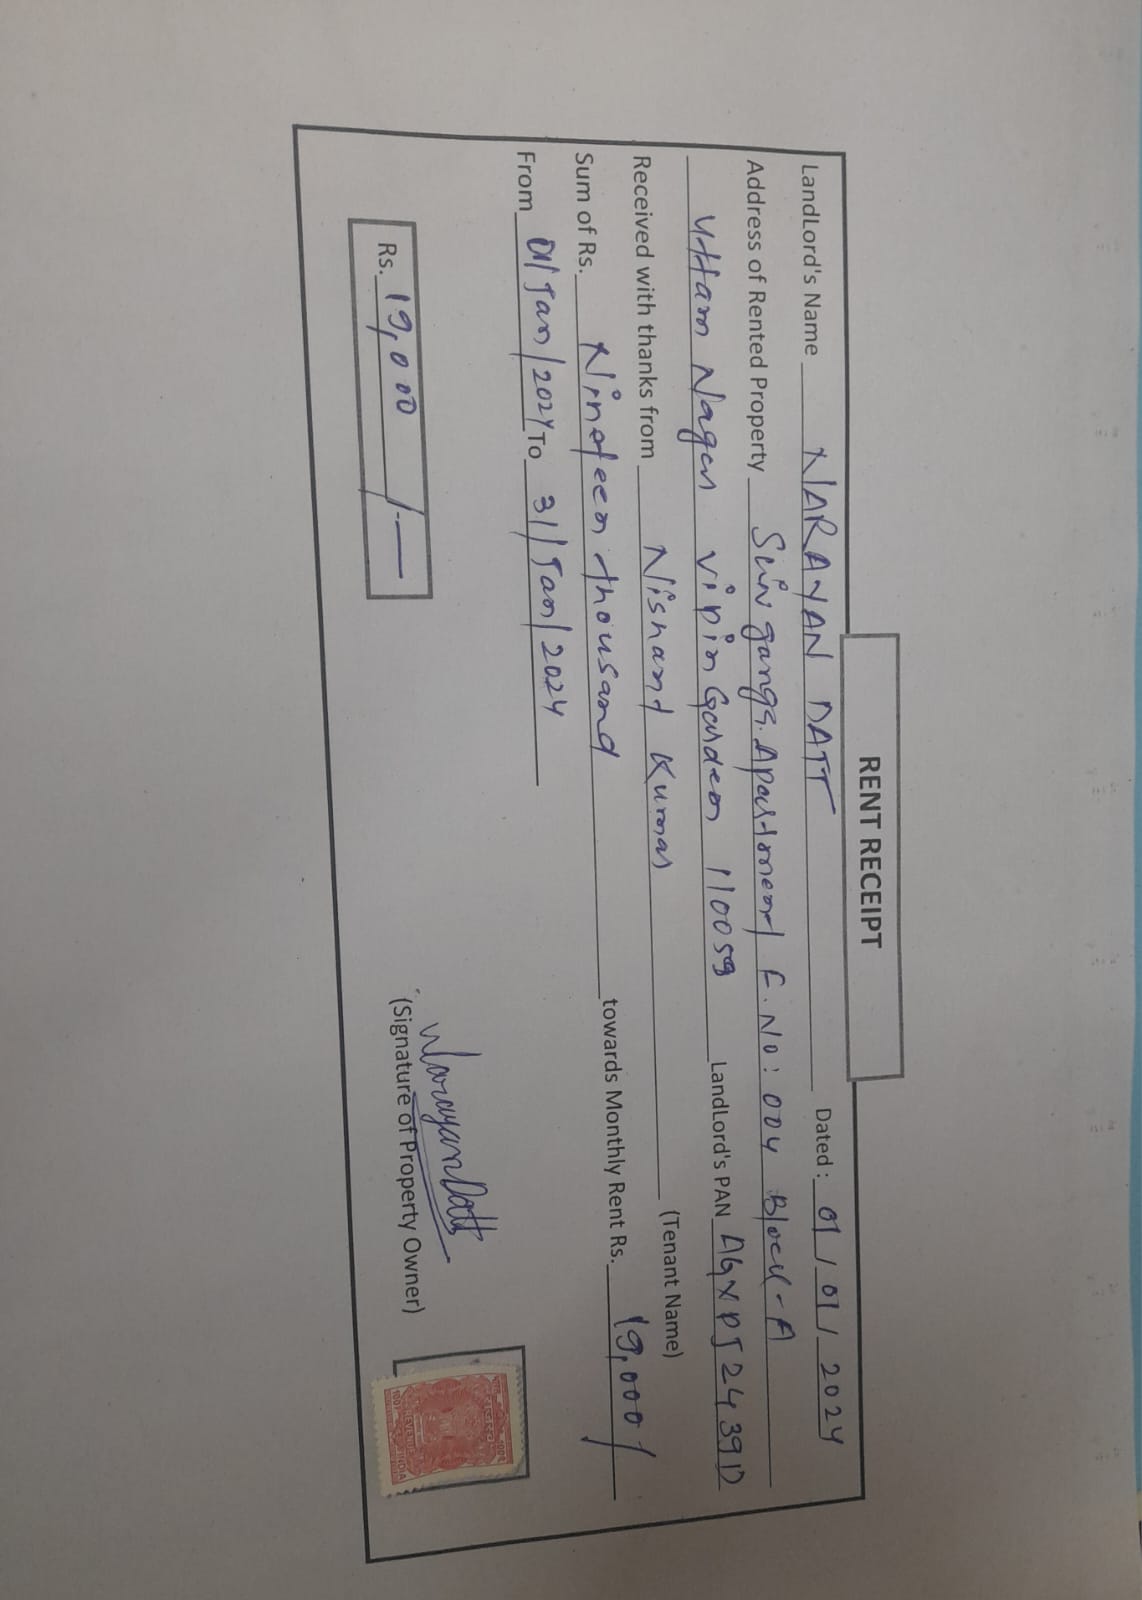 RENT RECEIPT
LandLord's Name NARAYAN DATT Dated : 01/01/2024
Address of Rented Property Apartment F.No: 004 Block-A
Uttam Nagar Vipin Garden 110059 LandLord's PAN AGXPJ2439D
Received with thanks from Nishant Kumar (Tenant Name)
Sum of Rs. Nineteen thousand towards Monthly Rent Rs. 19,000/
From 01/Jan/2024 To 31/Jan/2024
Rs. 19,000/-
NarayanDatt
(Signature of Property Owner)
REVENUE
INDIA